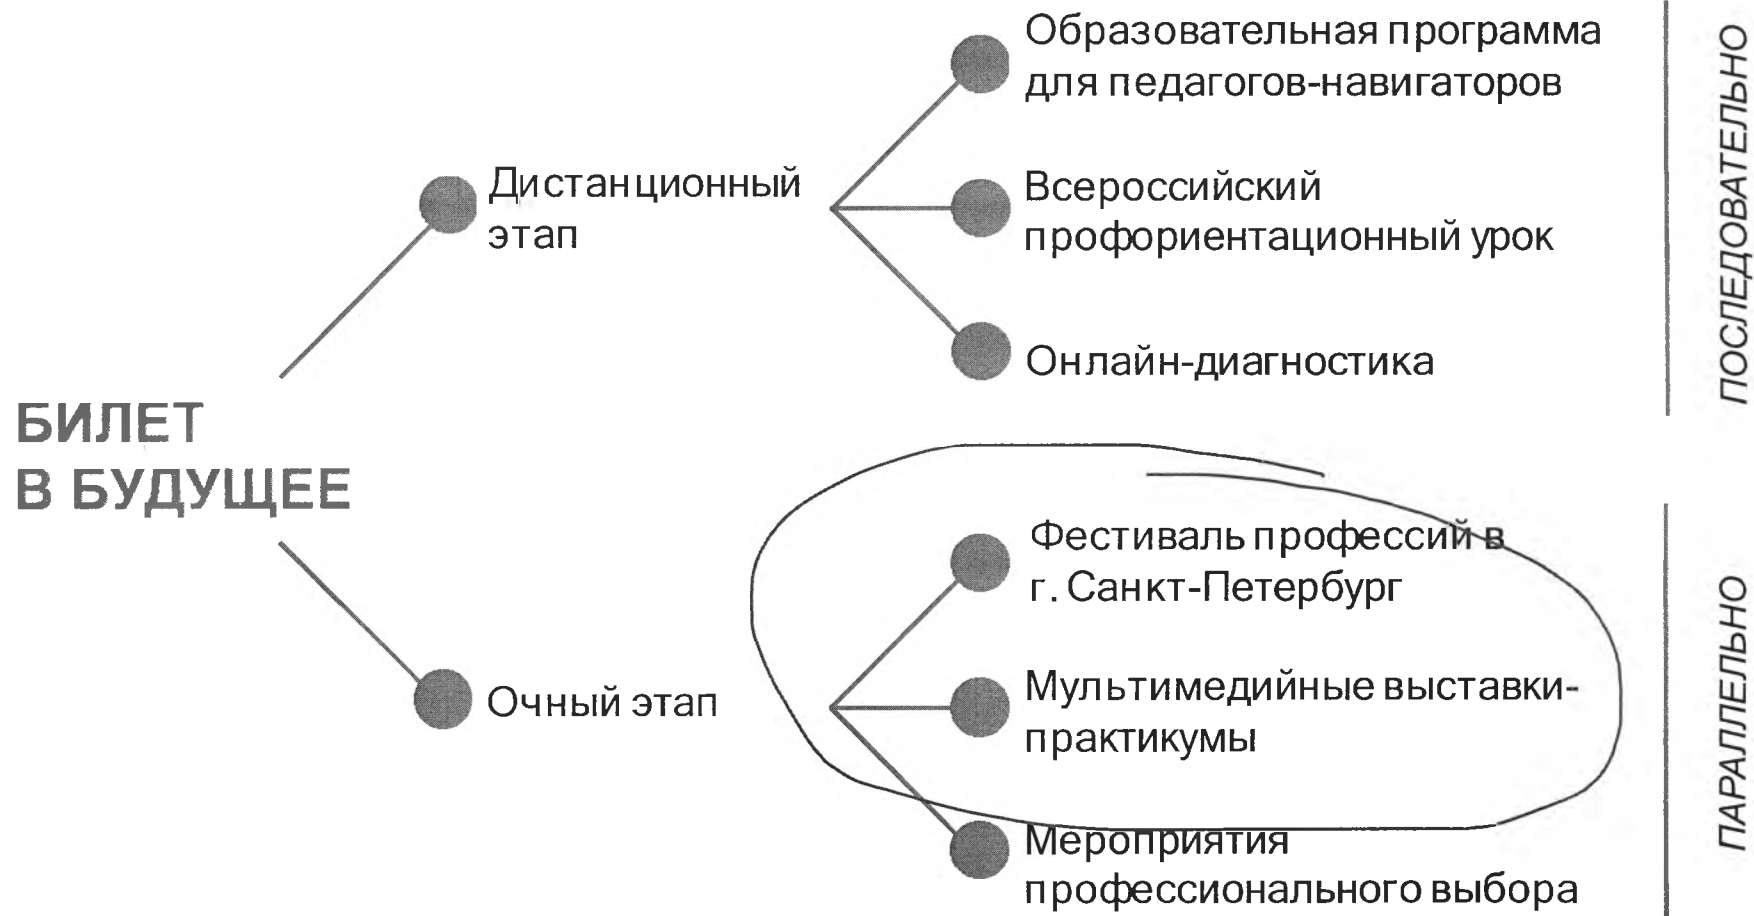 БИЛЕТ
В БУДУЩЕЕ
Дистанционный
этап
Образовательная программа
для педагогов-навигаторов
Всероссийский
профориентационный урок
Онлайн-диагностика
ПОСЛЕДОВАТЕЛЬНО
Очный этап
Фестиваль профессий в
г. Санкт-Петербург
Мультимедийные выставки-
практикумы
Мероприятия
профессионального выбора
ПАРАЛЛЕЛЬНО